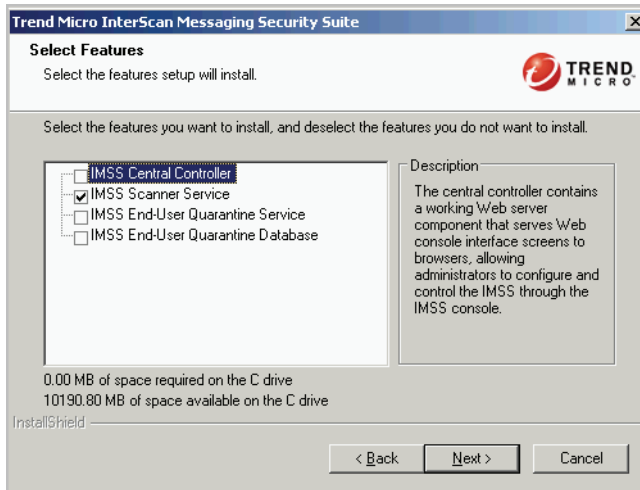 Trend Micro InterScan Messaging Security Suite
Select Features
Select the features setup will install.
TREND
MICRO
Select the features you want to install, and deselect the features you do not want to install.
IMSS Central Controller
IMSS Scanner Service
IMSS End-User Quarantine Service
IMSS End-User Quarantine Database
Description
The central controller contains
a working Web server
component that serves Web
console interface screens to
browsers, allowing
administrators to configure and
control the IMSS through the
IMSS console.
0.00 MB of space required on the C drive
10190.80 MB of space available on the C drive
InstallShield
< Back
Next >
Cancel